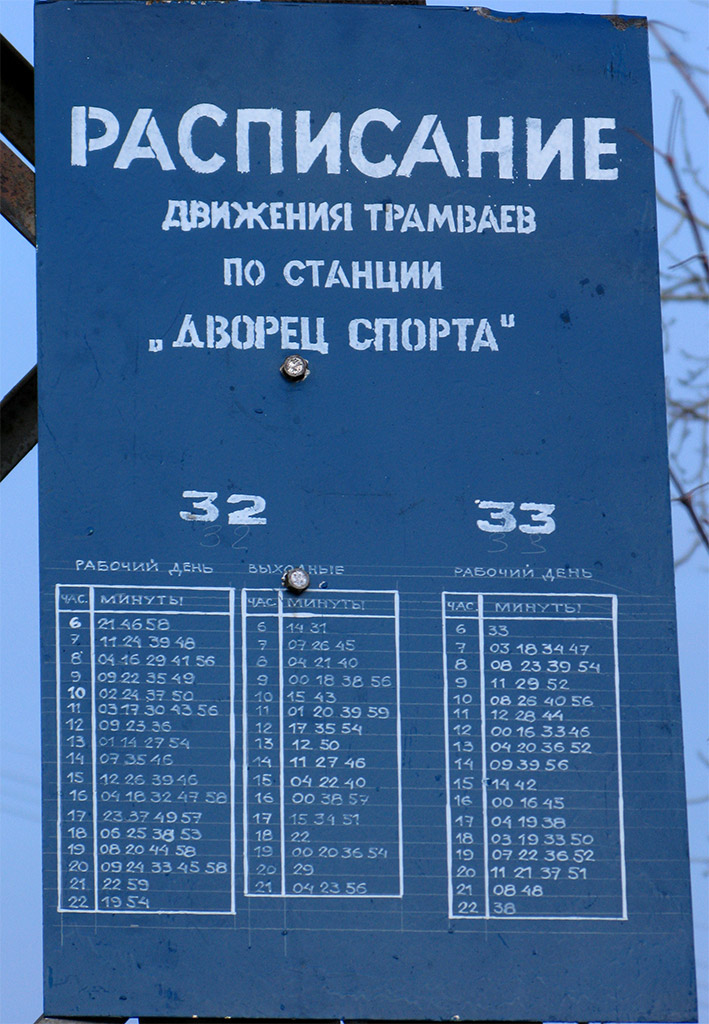 РАСПИСАНИЕ
ДВИЖЕНИЯ ТРАМВАЕВ
ПО СТАНЦИИ
„ДВОРЕЦ СПОРТА"
32 33
РАБОЧИЙ ДЕНЬ ВЫХОДНЫЕ РАБОЧИЙ ДЕНЬ
ЧАС МИНУТЫ
6 21 46 58
7 11 24 39 48
8 04 16 29 41 56
9 09 22 35 49
10 02 24 37 50
11 03 17 30 43 56
12 09 23 36
13 01 14 27 54
14 07 35 46
15 12 26 39 46
16 04 18 32 47 58
17 23 37 49 57
18 06 25 38 53
19 08 20 44 58
20 09 24 33 45 58
21 22 59
22 19 54
ЧАС МИНУТЫ
6 14 31
7 07 26 45
8 04 21 40
9 00 18 38 56
10 15 43
11 01 20 39 59
12 17 35 54
13 12 50
14 11 27 46
15 04 22 40
16 00 38 57
17 15 34 51
18 22
19 00 20 36 54
20 29
21 04 23 56
ЧАС МИНУТЫ
6 33
7 03 18 34 47
8 08 23 39 54
9 11 29 52
10 08 26 40 56
11 12 28 44
12 00 16 33 46
13 04 20 36 52
14 09 39 56
15 14 42
16 00 16 45
17 04 19 38
18 03 19 33 50
19 07 22 36 52
20 11 21 37 51
21 08 48
22 38